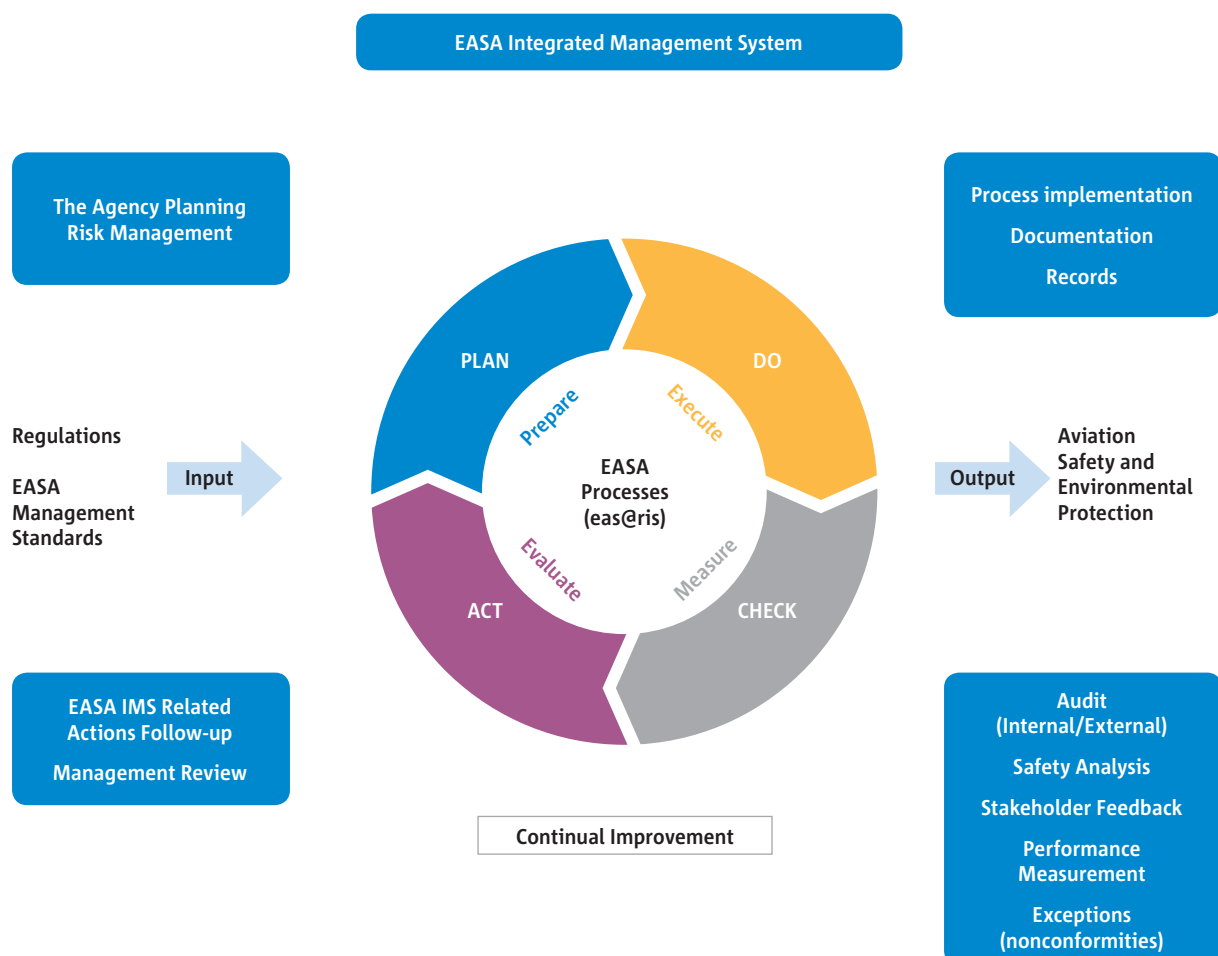 EASA Integrated Management System
The Agency Planning
Risk Management
Process implementation
Documentation
Records
PLAN
DO
Prepare
Execute
Regulations
EASA
Management
Standards
Input
EASA
Processes
(eas@ris)
Output
Aviation
Safety and
Environmental
Protection
Evaluate
Measure
ACT
CHECK
EASA IMS Related
Actions Follow-up
Management Review
Audit
(Internal/External)
Safety Analysis
Stakeholder Feedback
Performance
Measurement
Exceptions
(nonconformities)
Continual Improvement